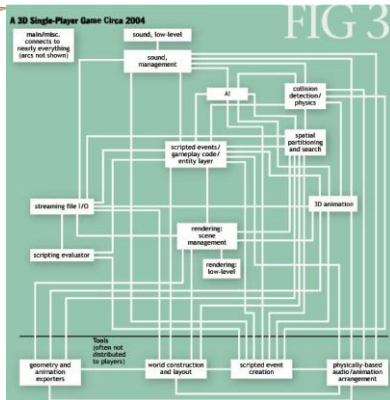 A 3D Single-Player Game Circa 2004
FIG 3
main/misc.
connects to
nearly everything
(arcs not shown)
sound, low-level
sound,
management
AI
collision
detection/
physics
spatial
partitioning
and search
scripted events/
gameplay code/
entity layer
streaming file I/O
3D animation
rendering:
scene
management
scripting evaluator
rendering:
low-level
Tools
(often not
distributed
to players)
geometry and
animation
exporters
world construction
and layout
scripted event
creation
physically-based
audio/animation
arrangement